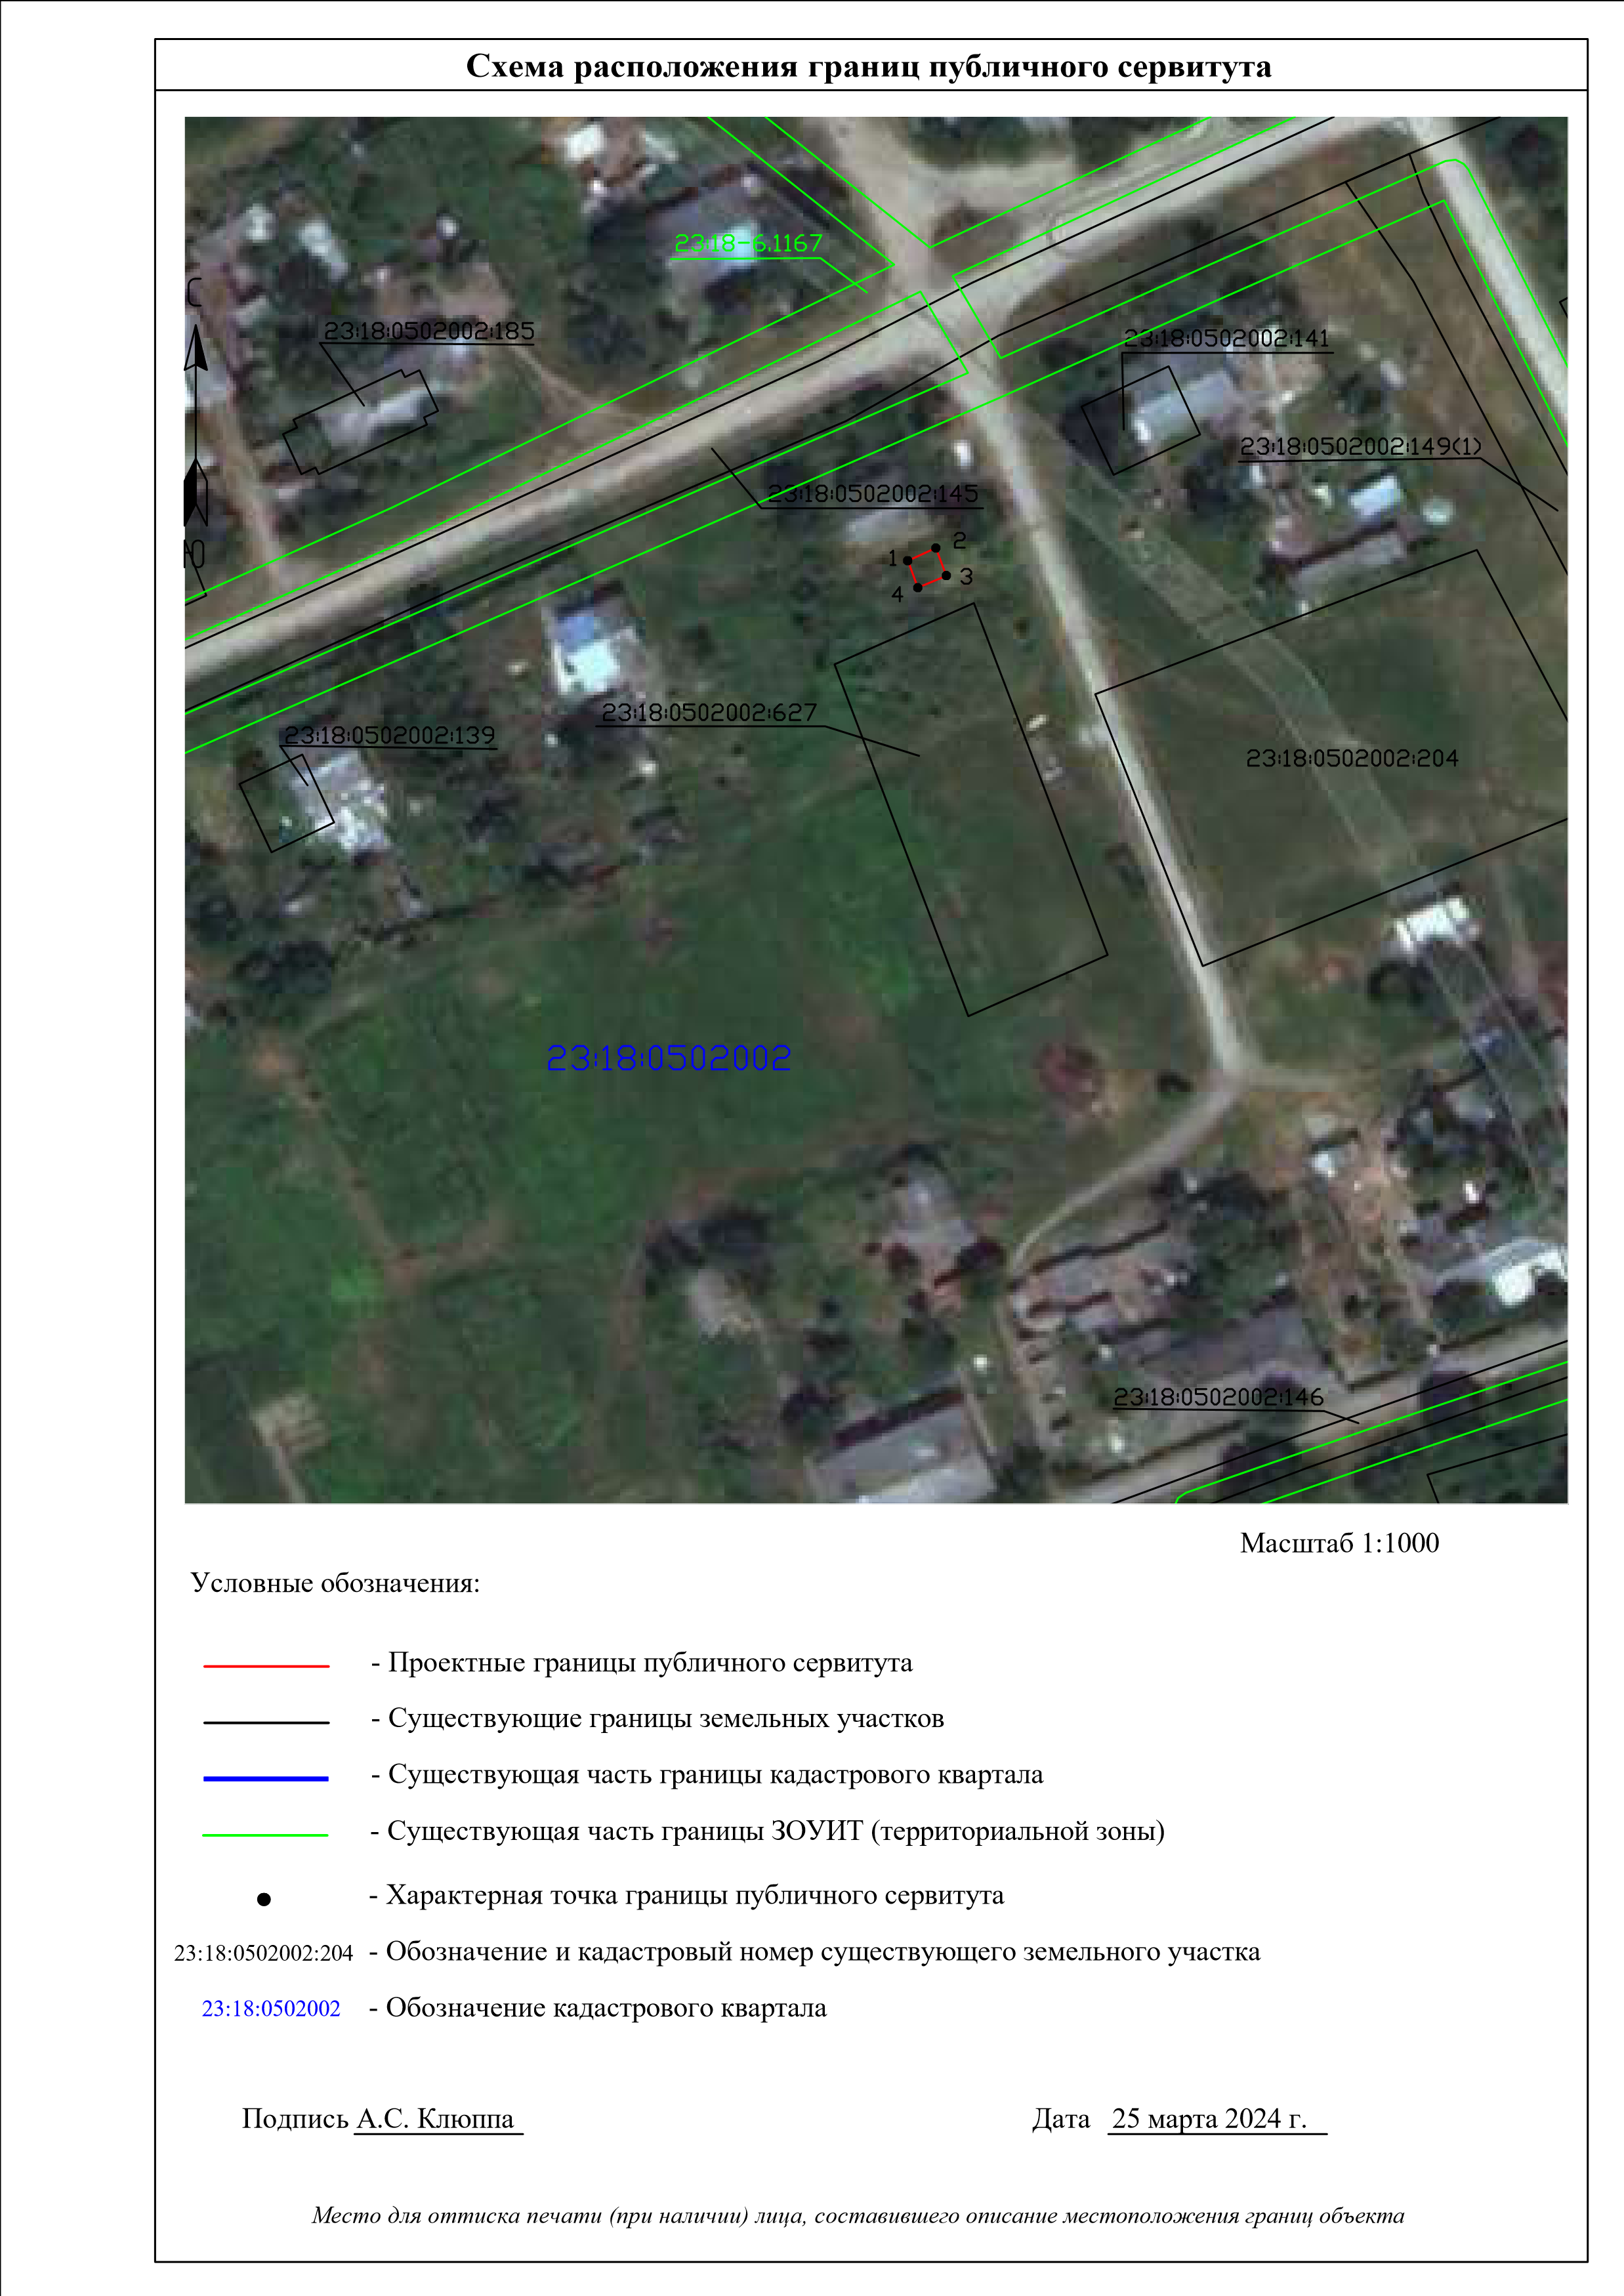 Схема расположения границ публичного сервитута
23:18-6.1167
С
23:18:0502002:185
23:18:0502002:141
23:18:0502002:149(1)
23:18:0502002:145
Ю
1
2
3
4
23:18:0502002:627
23:18:0502002:139
23:18:0502002:204
23:18:0502002
23:18:0502002:146
Масштаб 1:1000
Условные обозначения:
- Проектные границы публичного сервитута
- Существующие границы земельных участков
- Существующая часть границы кадастрового квартала
- Существующая часть границы ЗОУИТ (территориальной зоны)
- Характерная точка границы публичного сервитута
23:18:0502002:204 - Обозначение и кадастровый номер существующего земельного участка
23:18:0502002 - Обозначение кадастрового квартала
Подпись А.С. Клюппа Дата 25 марта 2024 г.
Место для оттиска печати (при наличии) лица, составившего описание местоположения границ объекта